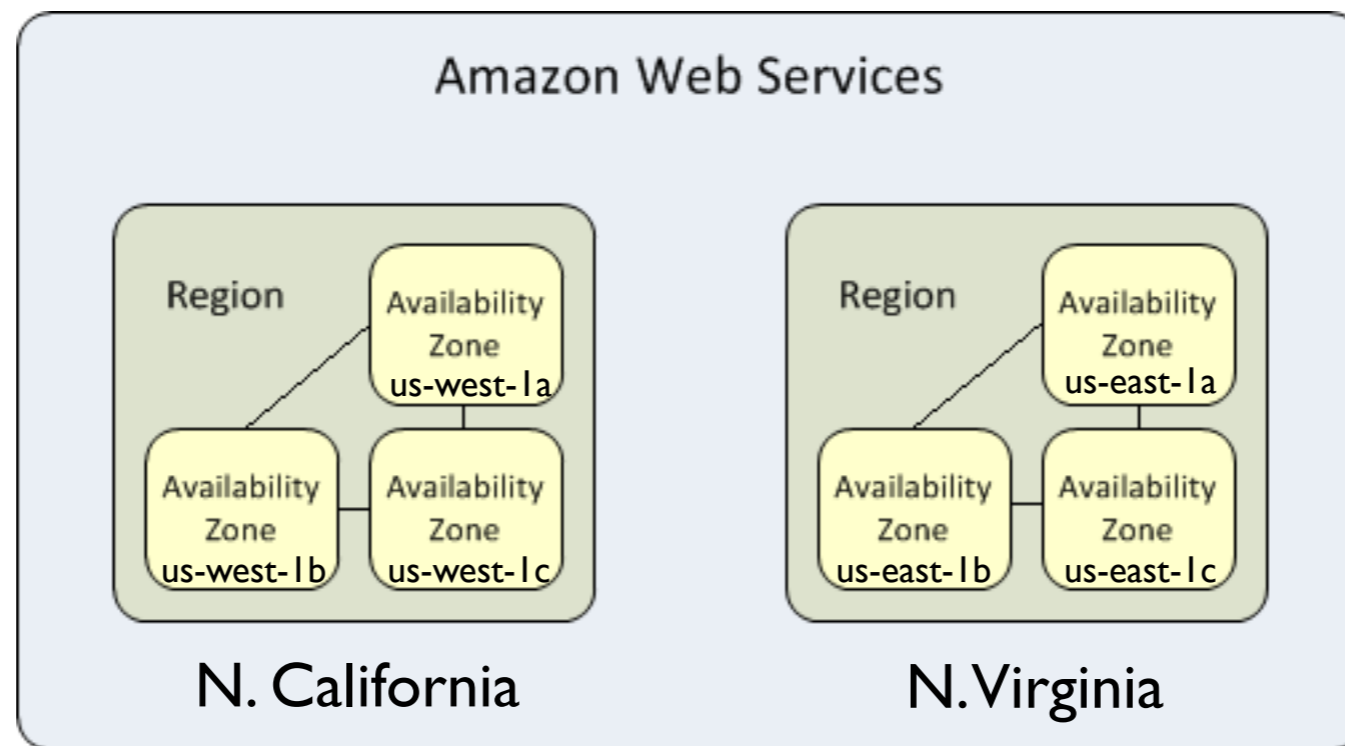 Amazon Web Services
Region
Availability
Zone
us-west-1a
Availability
Zone
us-west-1b
Availability
Zone
us-west-1c
N. California
Region
Availability
Zone
us-east-1a
Availability
Zone
us-east-1b
Availability
Zone
us-east-1c
N. Virginia